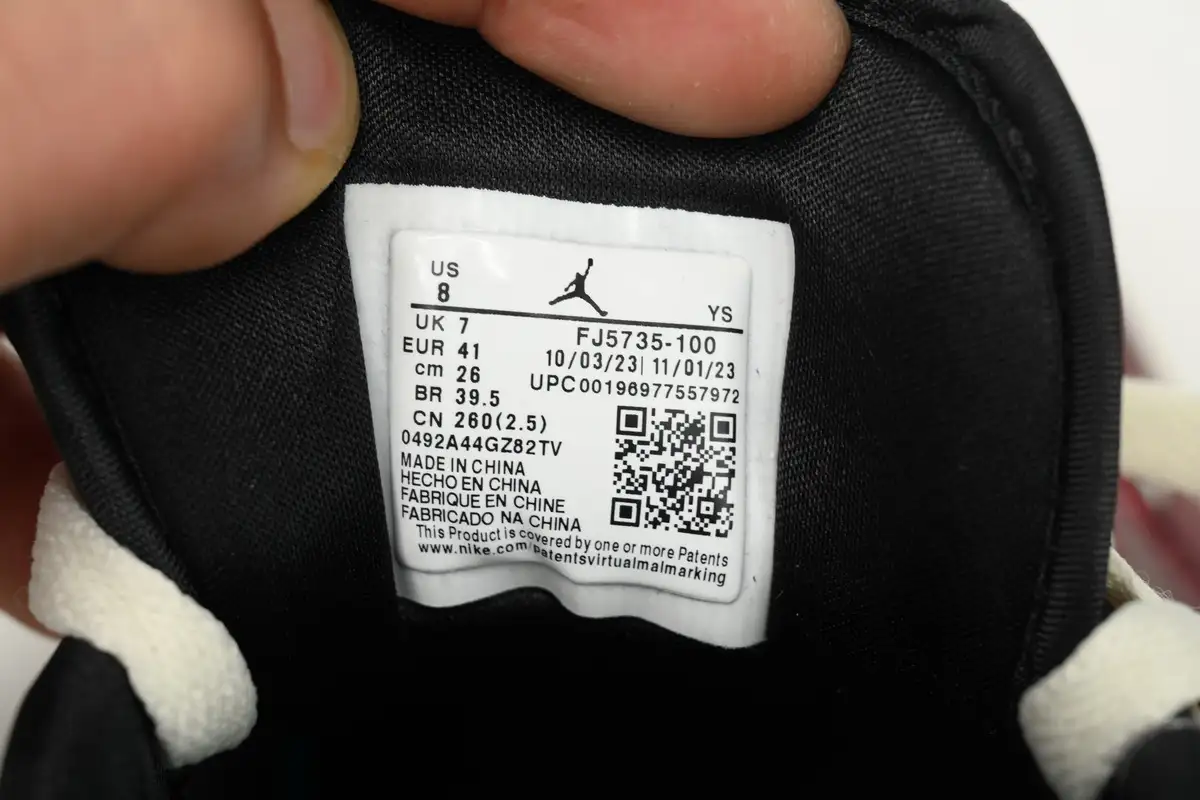 US
8
YS
UK 7
FJ5735-100
EUR 41
10/03/23| 11/01/23
cm 26
UPC00196977557972
BR 39.5
CN 260(2.5)
0492A44GZ82TV
MADE IN CHINA
HECHO EN CHINA
FABRIQUE EN CHINE
FABRICADO NA CHINA
This Product is covered by one or more Patents
www.nike.com/patentsvirtualmalmarking